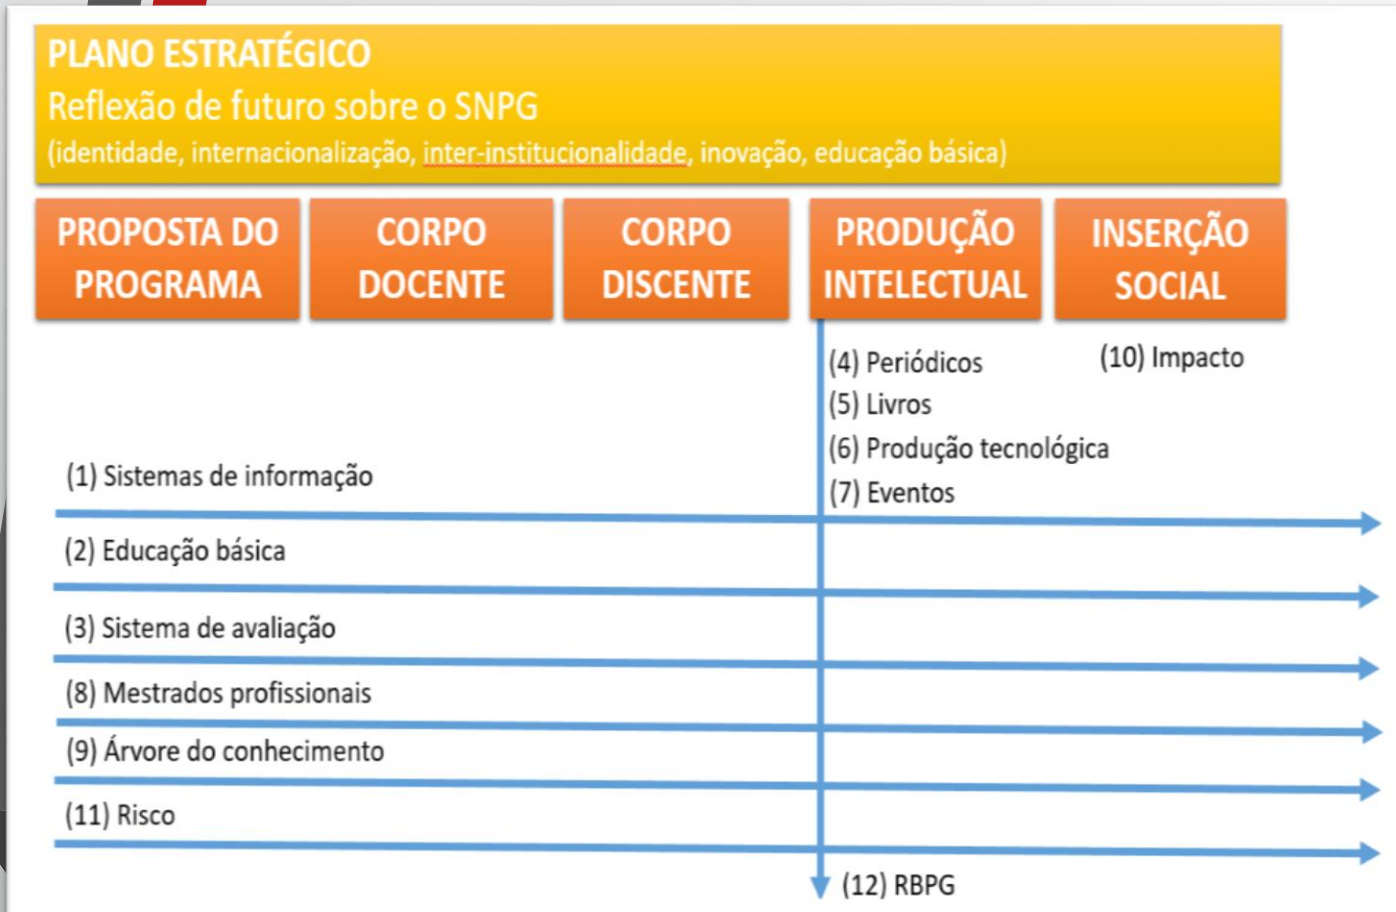 PLANO ESTRATÉGICO
Reflexão de futuro sobre o SNPG
(identidade, internacionalização, inter-institucionalidade, inovação, educação básica)
PROPOSTA DO
PROGRAMA
CORPO
DOCENTE
CORPO
DISCENTE
PRODUÇÃO
INTELECTUAL
INSERÇÃO
SOCIAL
(4) Periódicos
(5) Livros
(6) Produção tecnológica
(7) Eventos
(10) Impacto
(1) Sistemas de informação
(2) Educação básica
(3) Sistema de avaliação
(8) Mestrados profissionais
(9) Árvore do conhecimento
(11) Risco
(12) RBPG